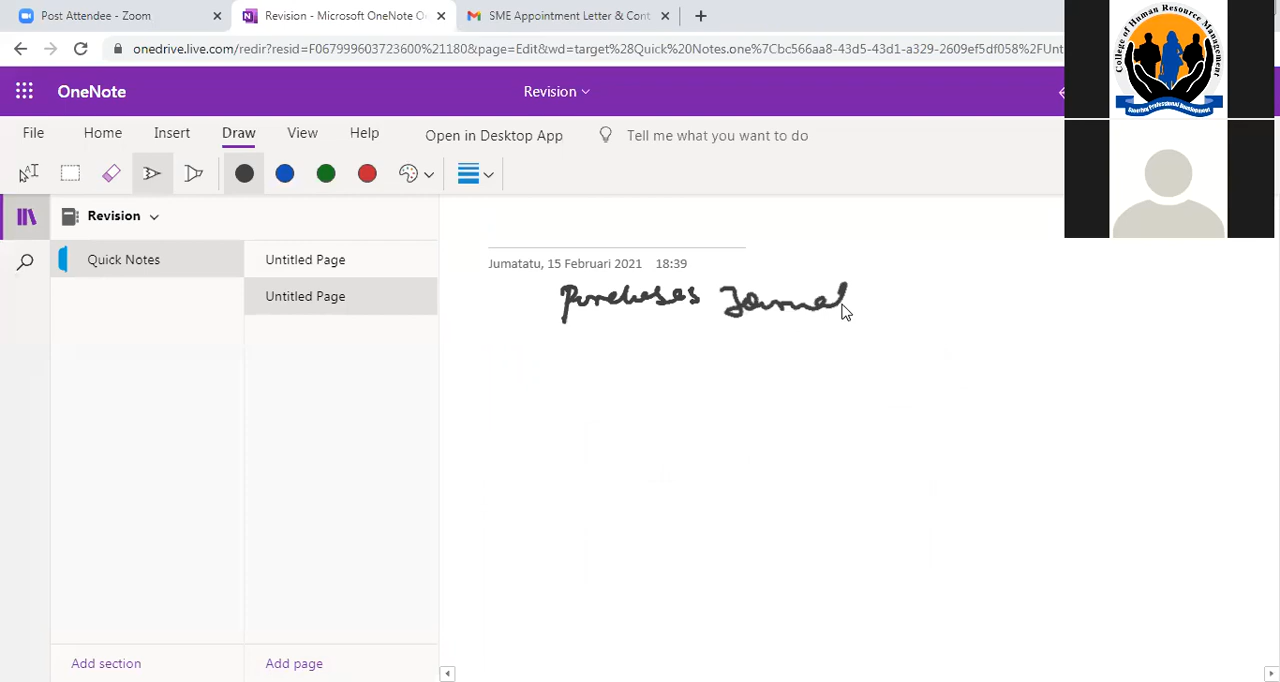 Post Attendee - Zoom
Revision - Microsoft OneNote O
SME Appointment Letter & Cont
onedrive.live.com/redir?resid=F067999603723600%21180&page=Edit&wd=target%28Quick%20Notes.one%7Cbc566aa8-43d5-43d1-a329-2609ef5df058%2FUnt
College of Human Resource Management
Steering Professional Development
OneNote
Revision
File Home Insert Draw View Help Open in Desktop App Tell me what you want to do
Revision
Quick Notes
Untitled Page
Untitled Page
Jumatatu, 15 Februari 2021 18:39
Purchases Journal
Add section
Add page